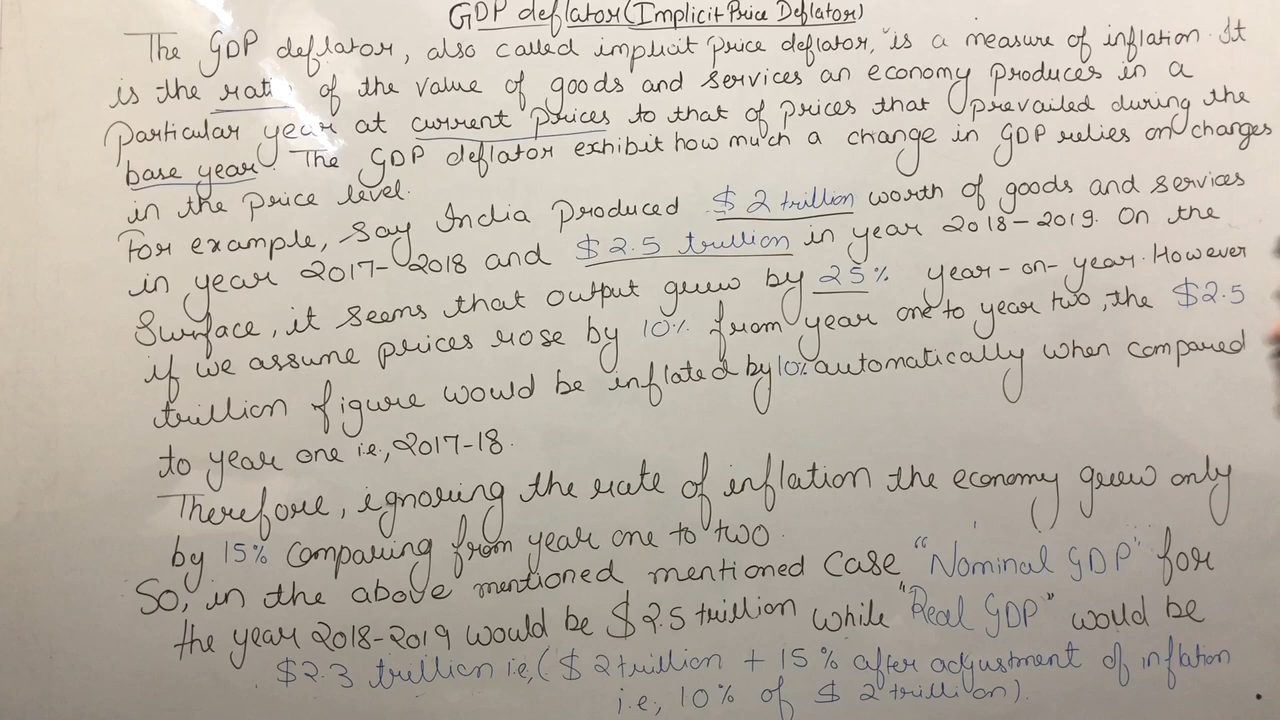 GDP deflator (Implicit Price Deflator)
The GDP deflator, also called implicit price deflator, is a measure of inflation. It
is the ratio of the value of goods and services an economy produces in a
particular year at current prices to that of prices that prevailed during the
base year. The GDP deflator exhibit how much a change in GDP relies on changes
in the price level.
For example, say India produced $ 2 trillion worth of goods and services
in year 2017-2018 and $ 2.5 trillion in year 2018-2019. On the
Surface, it seems that output grew by 25% year-on-year. However
if we assume prices rose by 10% from year one to year two, the $2.5
trillion figure would be inflated by 10% automatically when compared
to year one i.e., 2017-18.
Therefore, ignoring the rate of inflation the economy grew only
by 15% comparing from year one to two.
So, in the above mentioned mentioned case "Nominal GDP" for
the year 2018-2019 would be $2.5 trillion while "Real GDP" would be
$2.3 trillion i.e, ($ 2 trillion + 15% after adjustment of inflation
i.e, 10% of $ 2 trillion).